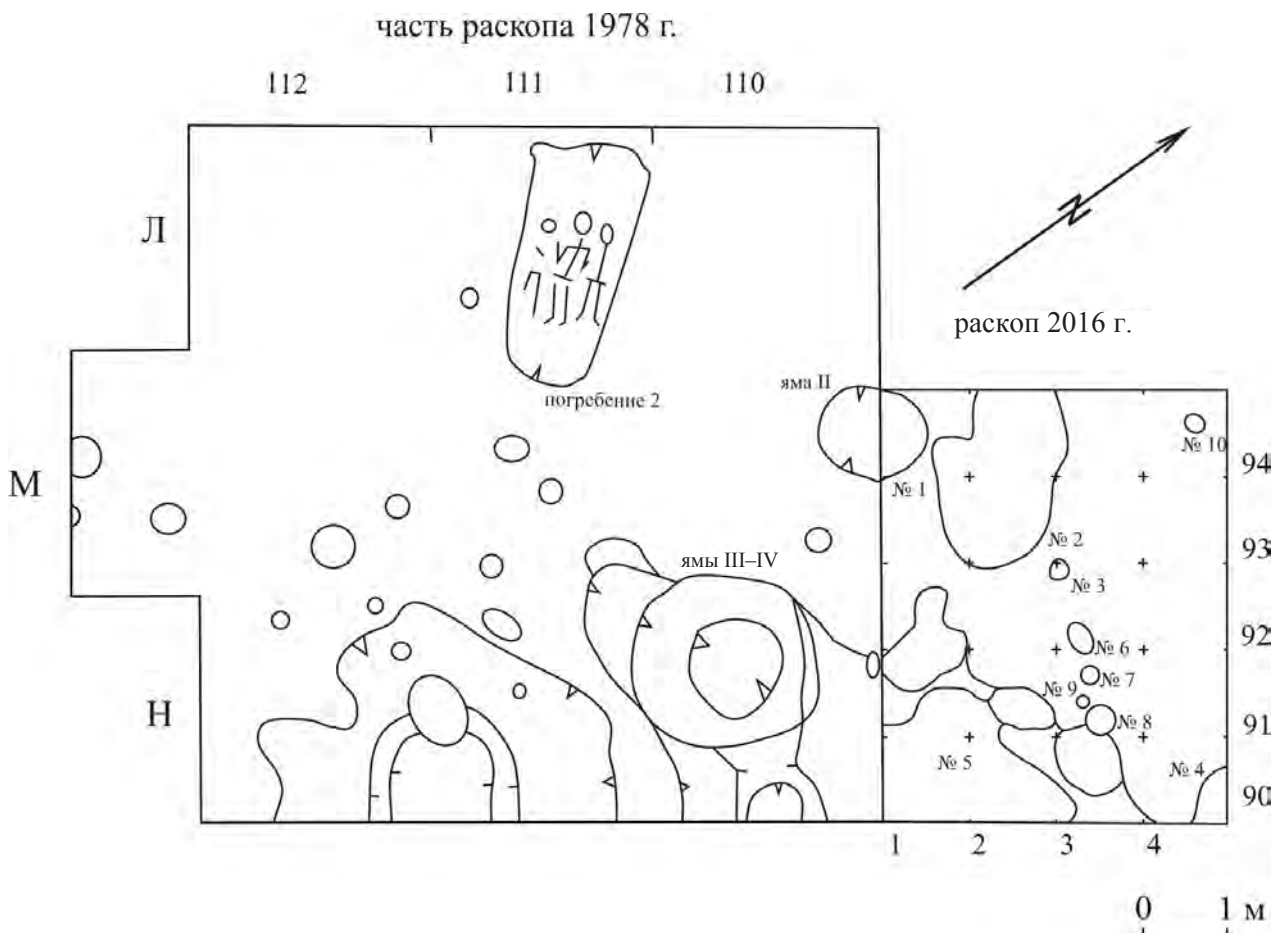 часть раскопа 1978 г.
112 111 110
Л
раскоп 2016 г.
погребение 2
яма II
№ 10
М
94
№ 1
93
№ 2
ямы III–IV
№ 3
92
№ 6
№ 7
№ 9
Н
91
№ 8
№ 5
№ 4
90
1 2 3 4
0 1 м